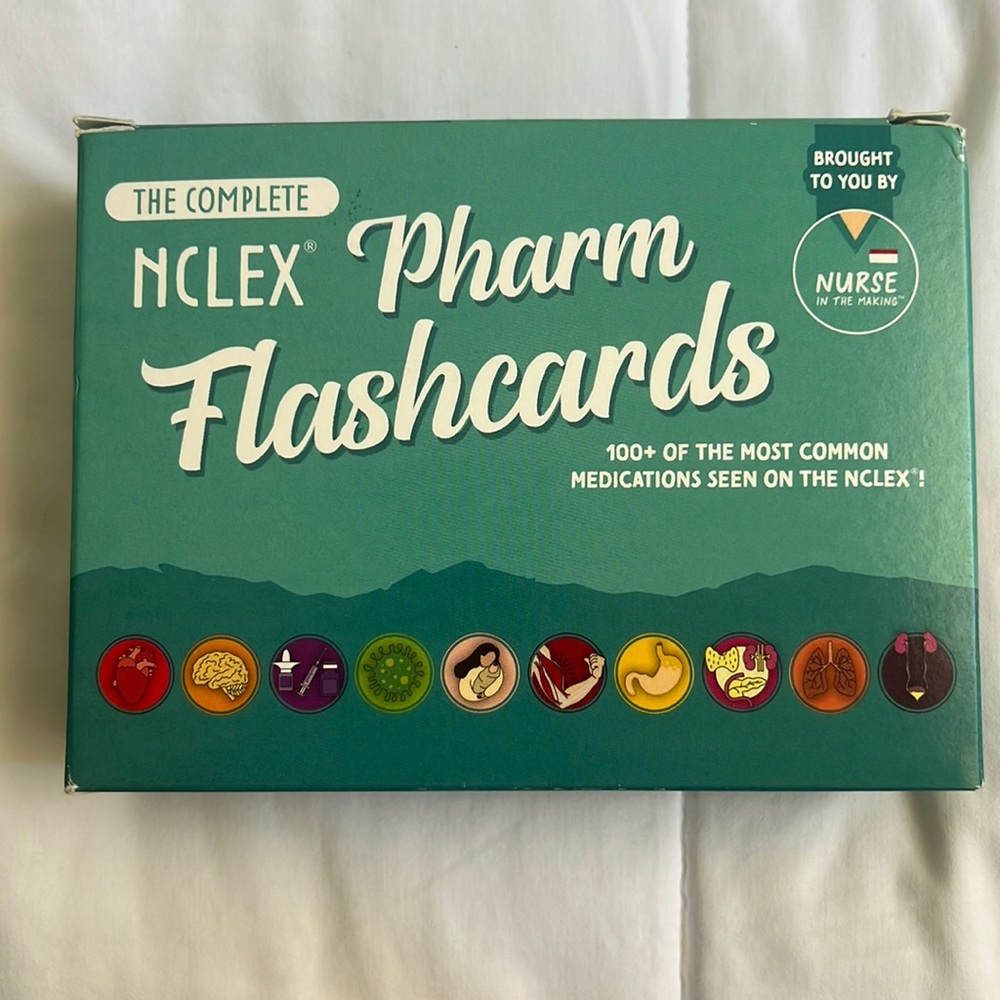 THE COMPLETE
NCLEX® Pharm
Flashcards
100+ OF THE MOST COMMON
MEDICATIONS SEEN ON THE NCLEX®!
BROUGHT
TO YOU BY
NURSE
IN THE MAKING™